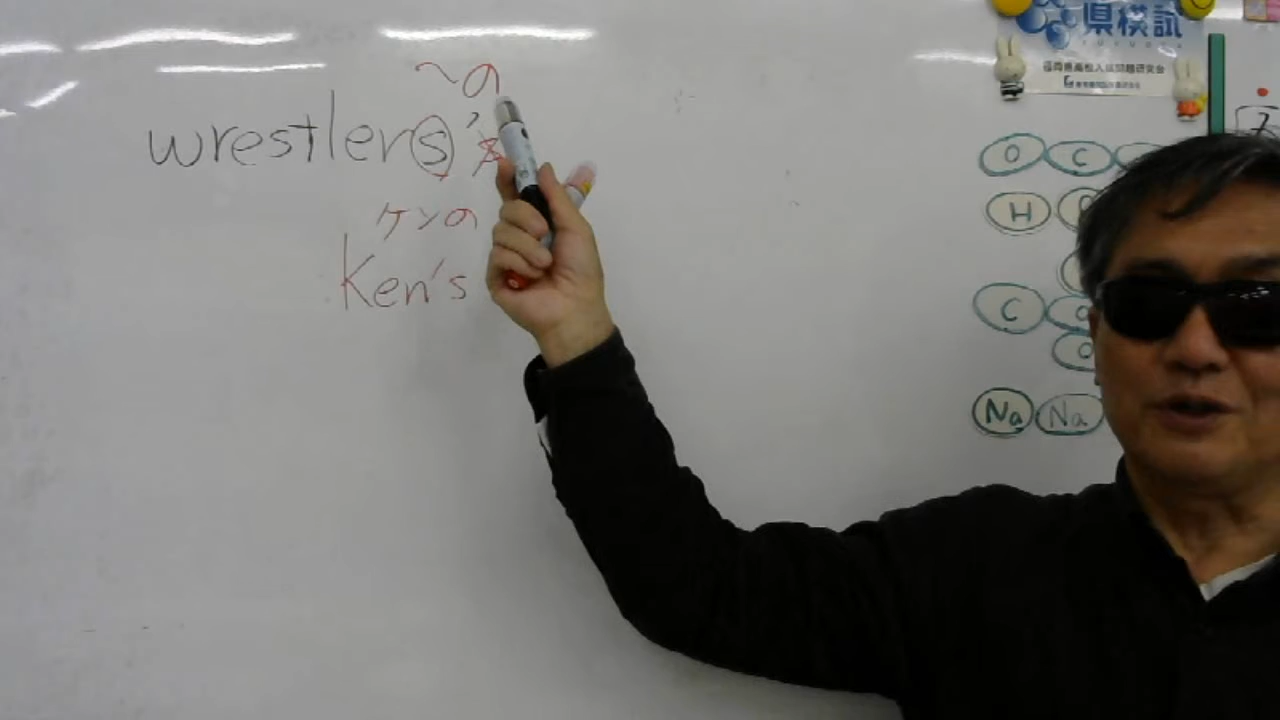 ~の
wrestlers's
ケンの
Ken's
県模試
FUKUOKA
福岡県高校入試問題研究会
O C
H
C O
O
Na Na